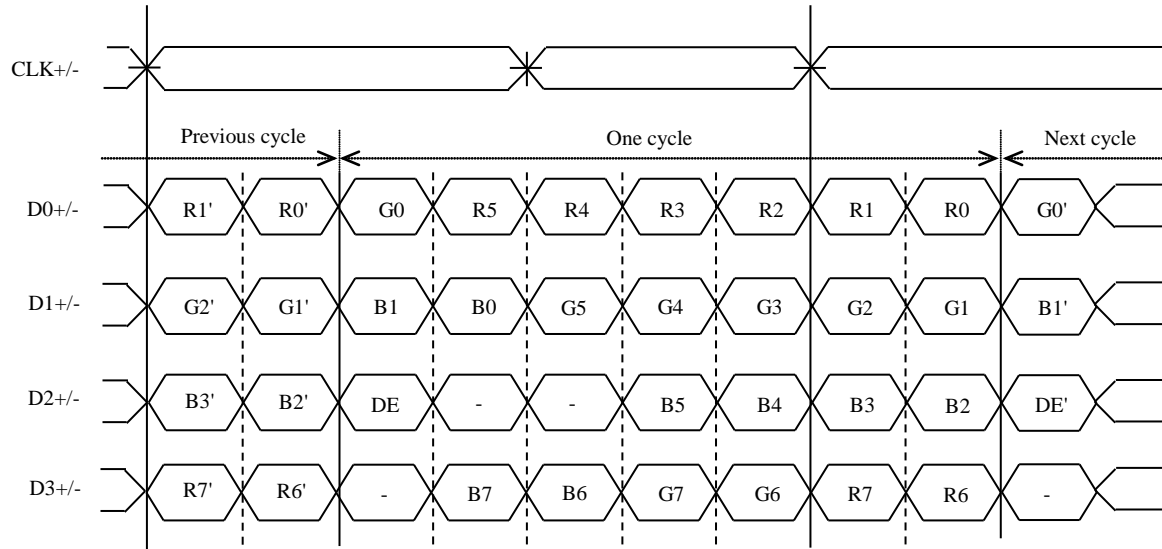 CLK+/-
Previous cycle One cycle Next cycle
D0+/- R1' R0' G0 R5 R4 R3 R2 R1 R0 G0'
D1+/- G2' G1' B1 B0 G5 G4 G3 G2 G1 B1'
D2+/- B3' B2' DE - - B5 B4 B3 B2 DE'
D3+/- R7' R6' - B7 B6 G7 G6 R7 R6 -